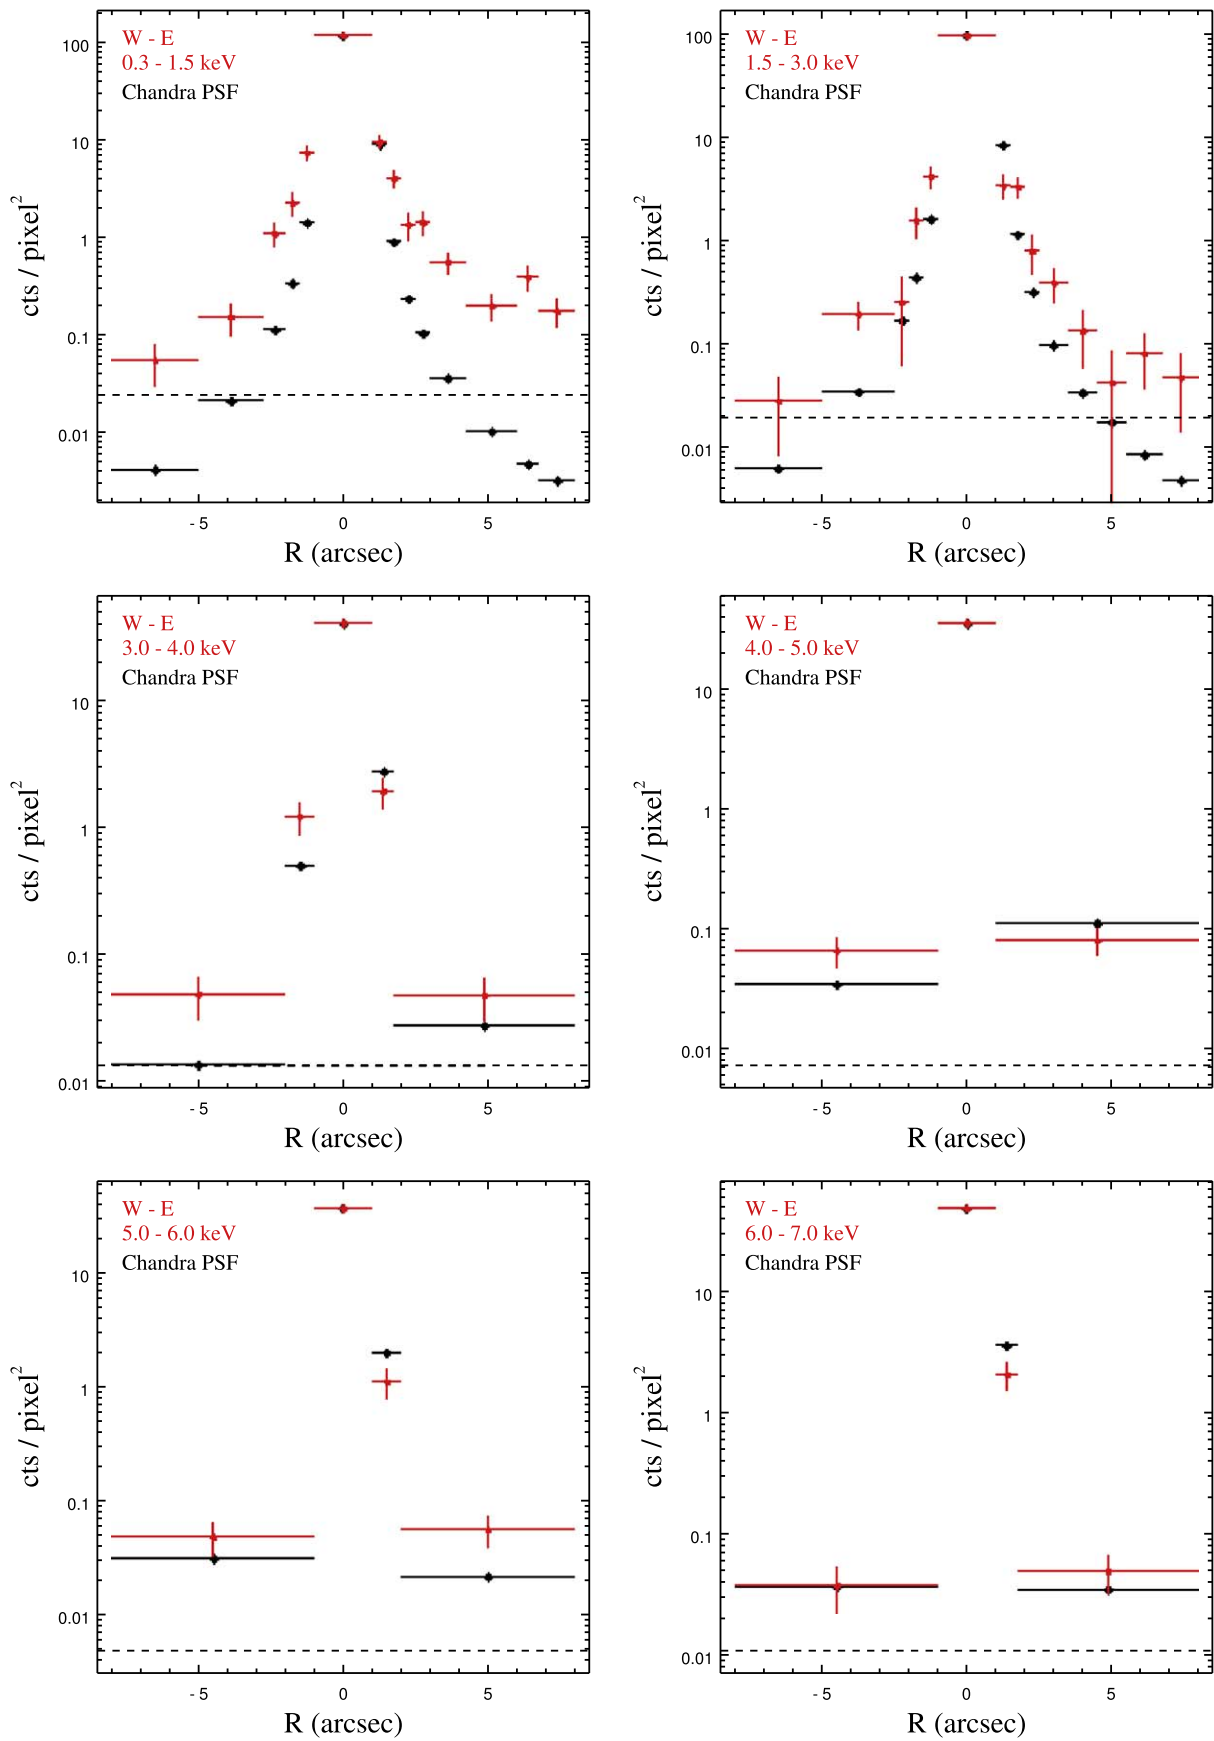 W - E
0.3 - 1.5 keV
Chandra PSF
100
10
1
0.1
0.01
cts / pixel²
- 5
0
5
R (arcsec)
W - E
1.5 - 3.0 keV
Chandra PSF
100
10
1
0.1
0.01
cts / pixel²
- 5
0
5
R (arcsec)
W - E
3.0 - 4.0 keV
Chandra PSF
10
1
0.1
0.01
cts / pixel²
- 5
0
5
R (arcsec)
W - E
4.0 - 5.0 keV
Chandra PSF
10
1
0.1
0.01
cts / pixel²
- 5
0
5
R (arcsec)
W - E
5.0 - 6.0 keV
Chandra PSF
10
1
0.1
0.01
cts / pixel²
- 5
0
5
R (arcsec)
W - E
6.0 - 7.0 keV
Chandra PSF
10
1
0.1
0.01
cts / pixel²
- 5
0
5
R (arcsec)